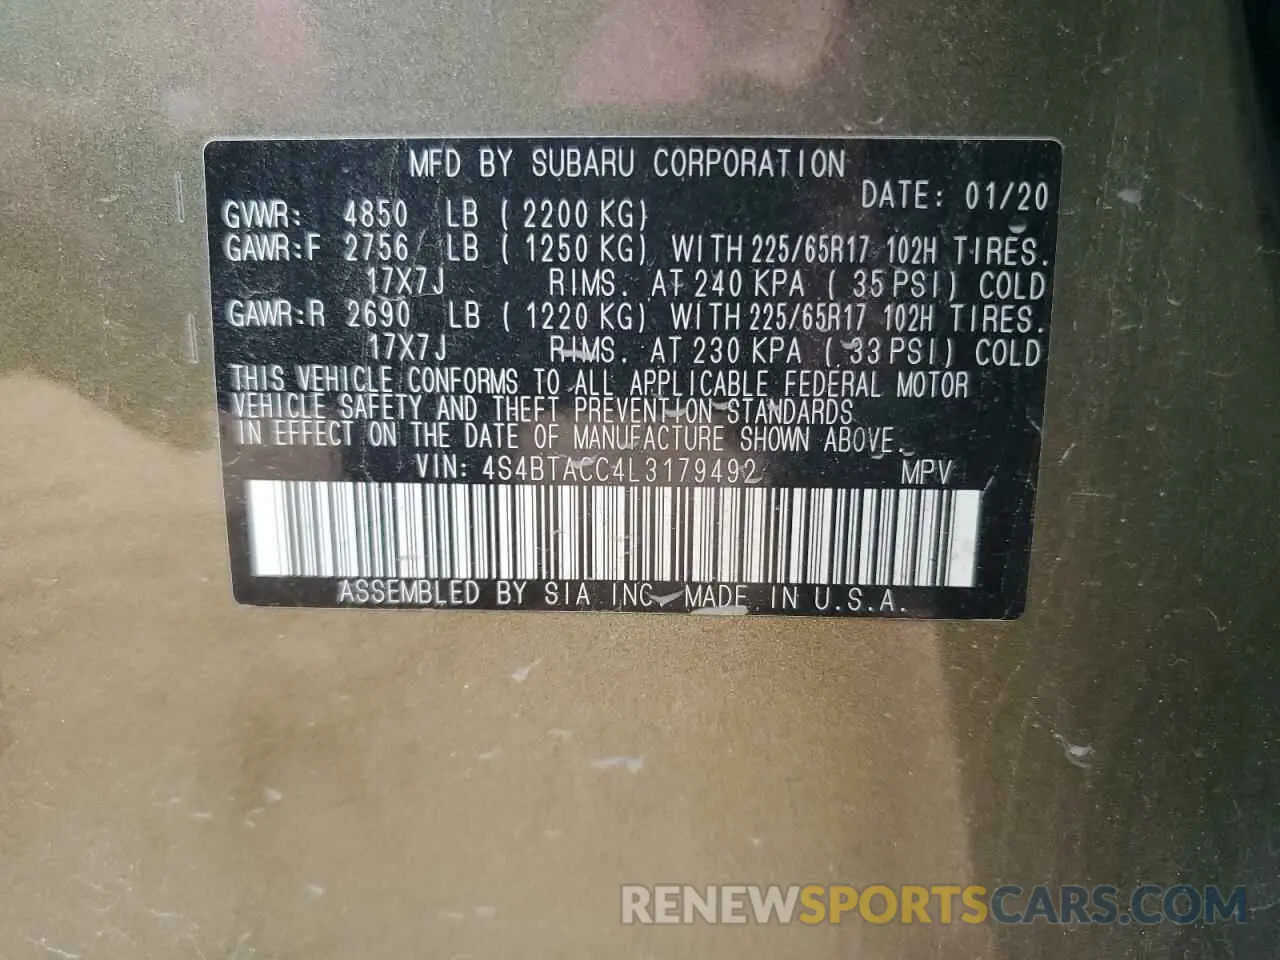 MFD BY SUBARU CORPORATION
DATE: 01/20
GVWR: 4850 LB ( 2200 KG)
GAWR:F 2756 LB ( 1250 KG) WITH 225/65R17 102H TIRES.
17X7J RIMS. AT 240 KPA ( 35 PSI) COLD
GAWR:R 2690 LB ( 1220 KG) WITH 225/65R17 102H TIRES.
17X7J RIMS. AT 230 KPA ( 33 PSI) COLD
THIS VEHICLE CONFORMS TO ALL APPLICABLE FEDERAL MOTOR
VEHICLE SAFETY AND THEFT PREVENTION STANDARDS
IN EFFECT ON THE DATE OF MANUFACTURE SHOWN ABOVE.
VIN: 4S4BTACC4L3179492 MPV
ASSEMBLED BY SIA INC. MADE IN U.S.A.
RENEWSPORTSCARS.COM